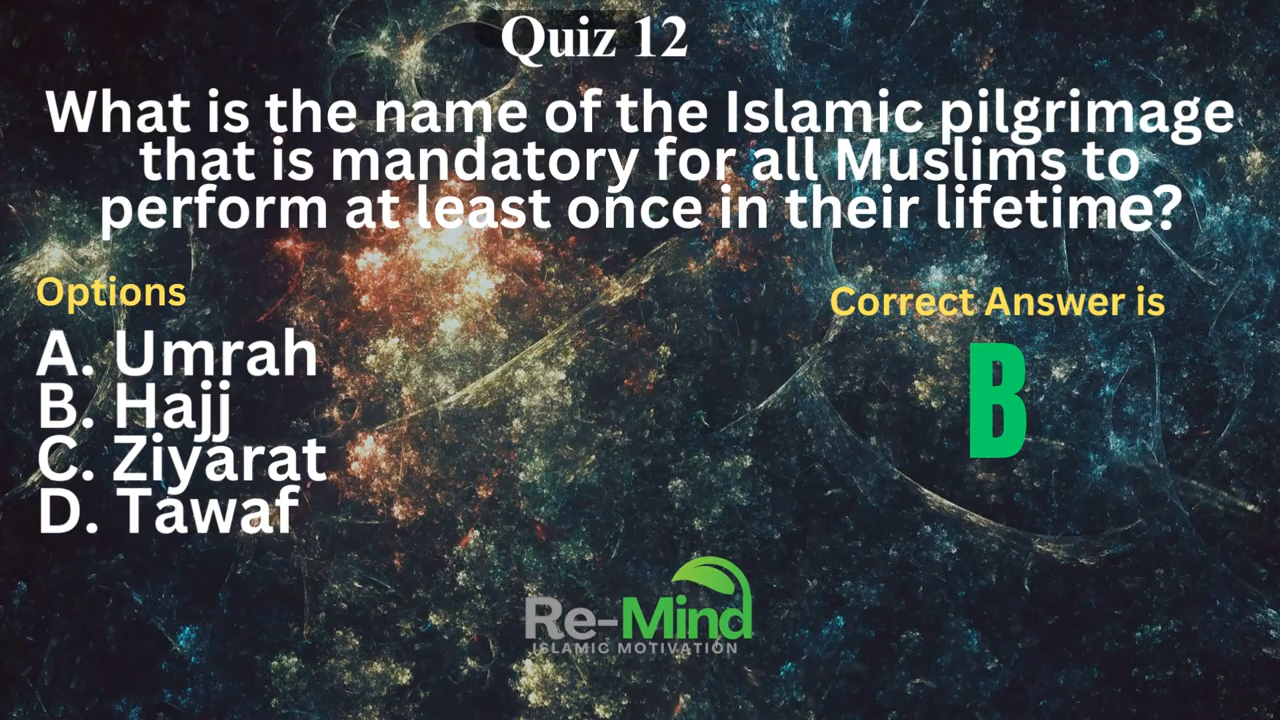 Quiz 12
What is the name of the Islamic pilgrimage
that is mandatory for all Muslims to
perform at least once in their lifetime?
Options
A. Umrah
B. Hajj
C. Ziyarat
D. Tawaf
Correct Answer is
B
Re-Mind
ISLAMIC MOTIVATION